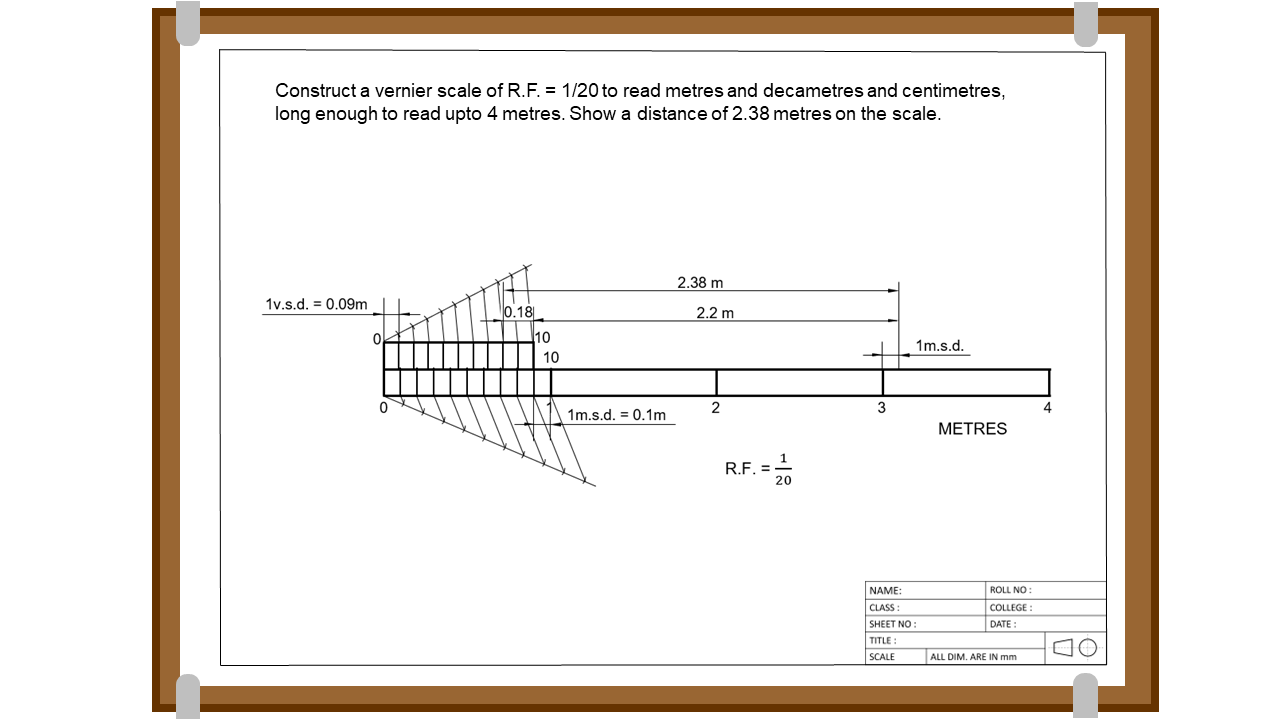 Construct a vernier scale of R.F. = 1/20 to read metres and decametres and centimetres,
long enough to read upto 4 metres. Show a distance of 2.38 metres on the scale.
2.38 m
1v.s.d. = 0.09m
0.18
2.2 m
0
10
1m.s.d.
10
0
1
2
3
4
1m.s.d. = 0.1m
METRES
R.F. = 1/20
NAME:
ROLL NO :
CLASS :
COLLEGE :
SHEET NO :
DATE :
TITLE :
SCALE
ALL DIM. ARE IN mm